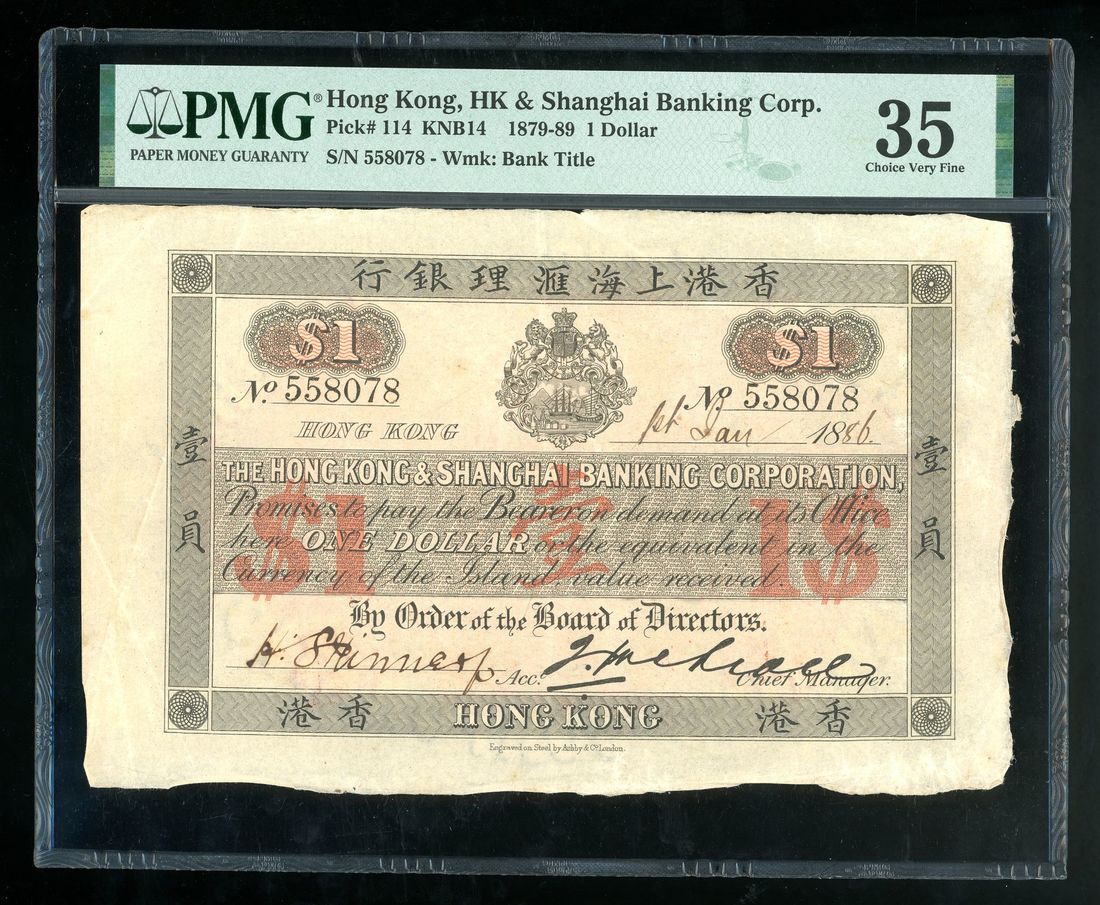 PMG®
PAPER MONEY GUARANTY
Hong Kong, HK & Shanghai Banking Corp.
Pick# 114 KNB14 1879-89 1 Dollar
S/N 558078 - Wmk: Bank Title
35
Choice Very Fine
行銀理滙海上港香
$1 $1
No. 558078 No. 558078
HONG KONG 1st Jan 1886.
壹員
壹員
THE HONG KONG & SHANGHAI BANKING CORPORATION,
Promises to pay the Bearer on demand at its Office
here ONE DOLLAR or the equivalent in the
Currency of the Island value received.
$1 壹 1$
By Order of the Board of Directors.
Acct. Chief Manager.
港香 HONG KONG 港香
Engraved on Steel by Ashby & Co. London.